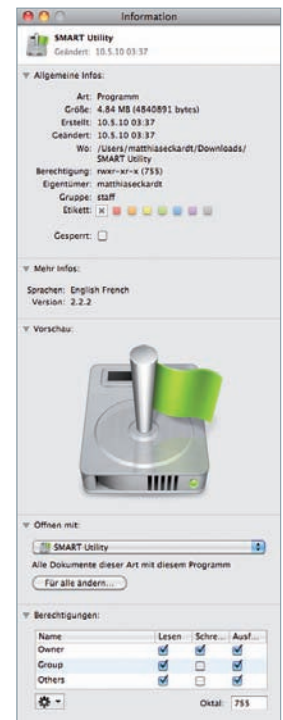 Information
SMART Utility
Geändert: 10.5.10 03:37
Allgemeine Infos:
Art: Programm
Größe: 4.84 MB (4840891 bytes)
Erstellt: 10.5.10 03:37
Geändert: 10.5.10 03:37
Wo: /Users/matthiaseckardt/Downloads/
SMART Utility
Berechtigung: rwxr-xr-x (755)
Eigentümer: matthiaseckardt
Gruppe: staff
Etikett:
Gesperrt:
Mehr Infos:
Sprachen: English French
Version: 2.2.2
Vorschau:
Öffnen mit:
SMART Utility
Alle Dokumente dieser Art mit diesem Programm
Für alle ändern...
Berechtigungen:
Name Lesen Schre... Ausf...
Owner
Group
Others
Oktal: 755